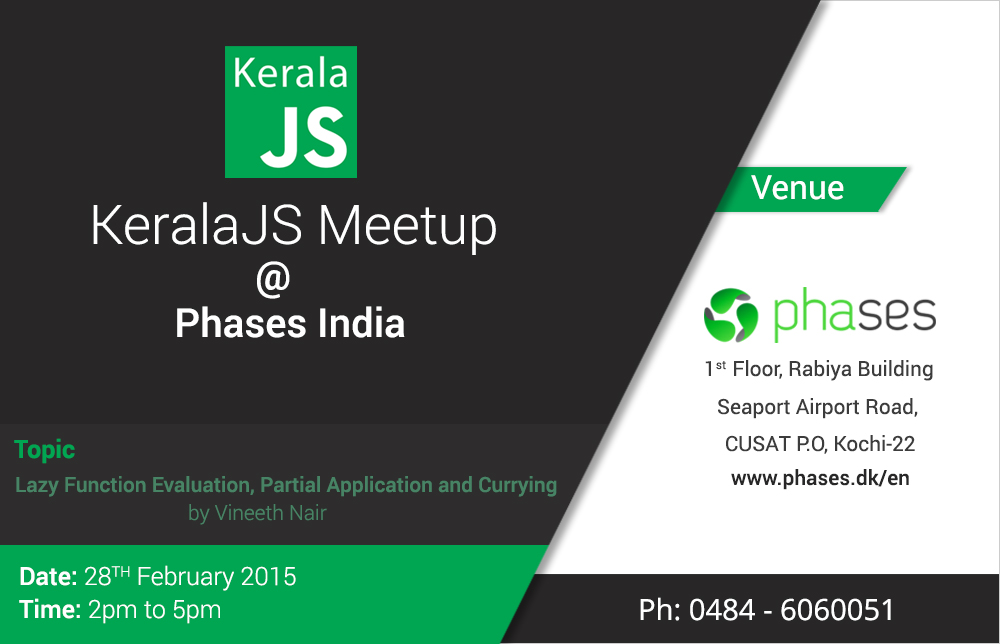 Kerala
JS
KeralaJS Meetup
@
Phases India
Topic
Lazy Function Evaluation, Partial Application and Currying
by Vineeth Nair
Date: 28TH February 2015
Time: 2pm to 5pm
Venue
phases
1st Floor, Rabiya Building
Seaport Airport Road,
CUSAT P.O, Kochi-22
www.phases.dk/en
Ph: 0484 - 6060051